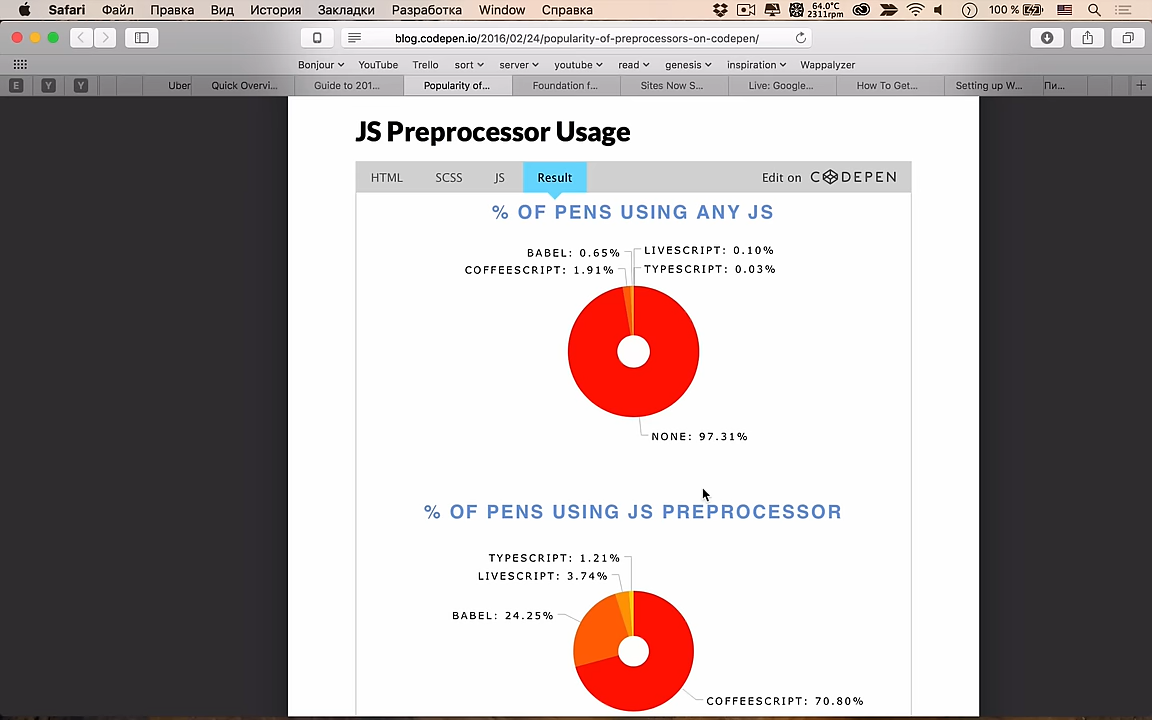 Safari Файл Правка Вид История Закладки Разработка Window Справка 64.0°C 2311rpm 100 %
blog.codepen.io/2016/02/24/popularity-of-preprocessors-on-codepen/
Bonjour YouTube Trello sort server youtube read genesis inspiration Wappalyzer
E Y Y Uber Quick Overvi... Guide to 201... Popularity of... Foundation f... Sites Now S... Live: Google... How To Get... Setting up W... Пи...
JS Preprocessor Usage
HTML SCSS JS Result Edit on CODEPEN
% OF PENS USING ANY JS
BABEL: 0.65% LIVESCRIPT: 0.10%
COFFEESCRIPT: 1.91% TYPESCRIPT: 0.03%
NONE: 97.31%
% OF PENS USING JS PREPROCESSOR
TYPESCRIPT: 1.21%
LIVESCRIPT: 3.74%
BABEL: 24.25%
COFFEESCRIPT: 70.80%